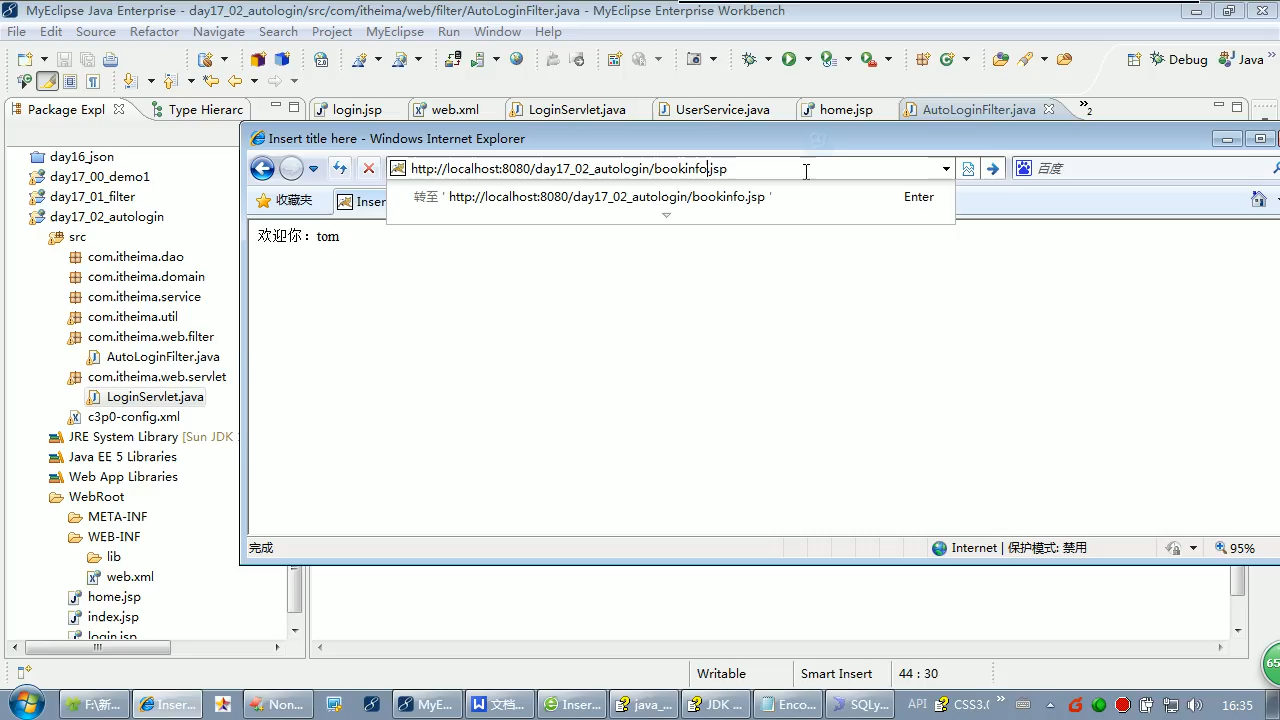 MyEclipse Java Enterprise - day17_02_autologin/src/com/itheima/web/filter/AutoLoginFilter.java - MyEclipse Enterprise Workbench
File Edit Source Refactor Navigate Search Project MyEclipse Run Window Help
Debug Java
Package Expl Type Hierarc login.jsp web.xml LoginServlet.java UserService.java home.jsp AutoLoginFilter.java 2
Insert title here - Windows Internet Explorer
http://localhost:8080/day17_02_autologin/bookinfo.jsp 百度
转至 ' http://localhost:8080/day17_02_autologin/bookinfo.jsp ' Enter
收藏夹 Inser
欢迎你：tom
day16_json
day17_00_demo1
day17_01_filter
day17_02_autologin
src
com.itheima.dao
com.itheima.domain
com.itheima.service
com.itheima.util
com.itheima.web.filter
AutoLoginFilter.java
com.itheima.web.servlet
LoginServlet.java
c3p0-config.xml
JRE System Library [Sun JDK
Java EE 5 Libraries
Web App Libraries
WebRoot
META-INF
WEB-INF
lib
web.xml
home.jsp
index.jsp
login.jsp
完成 Internet | 保护模式: 禁用 95%
Writable Smart Insert 44 : 30
65
F:\新... Inser... Non... MyE... 文档... Inser... java_... JDK ... Enco... SQLy... API CSS3.( 16:35